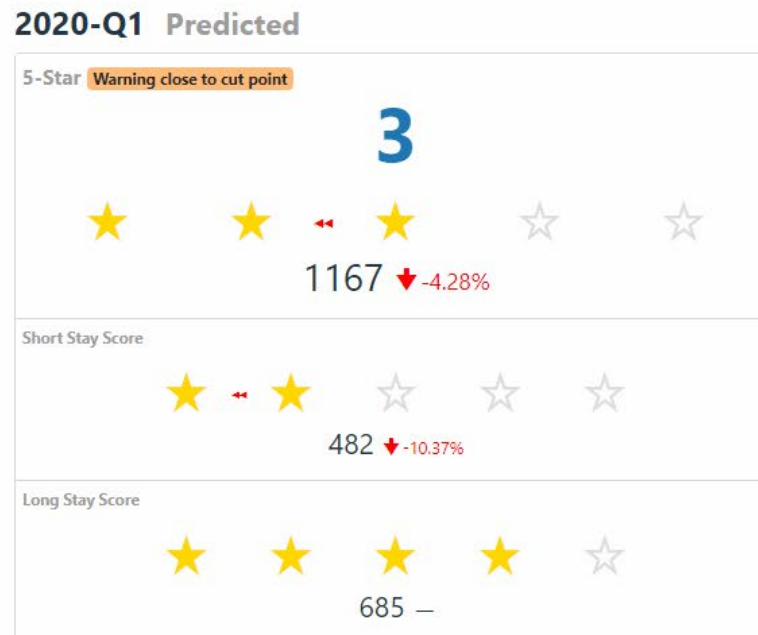 2020-Q1 Predicted
5-Star Warning close to cut point
3
1167 -4.28%
Short Stay Score
482 -10.37%
Long Stay Score
685 —